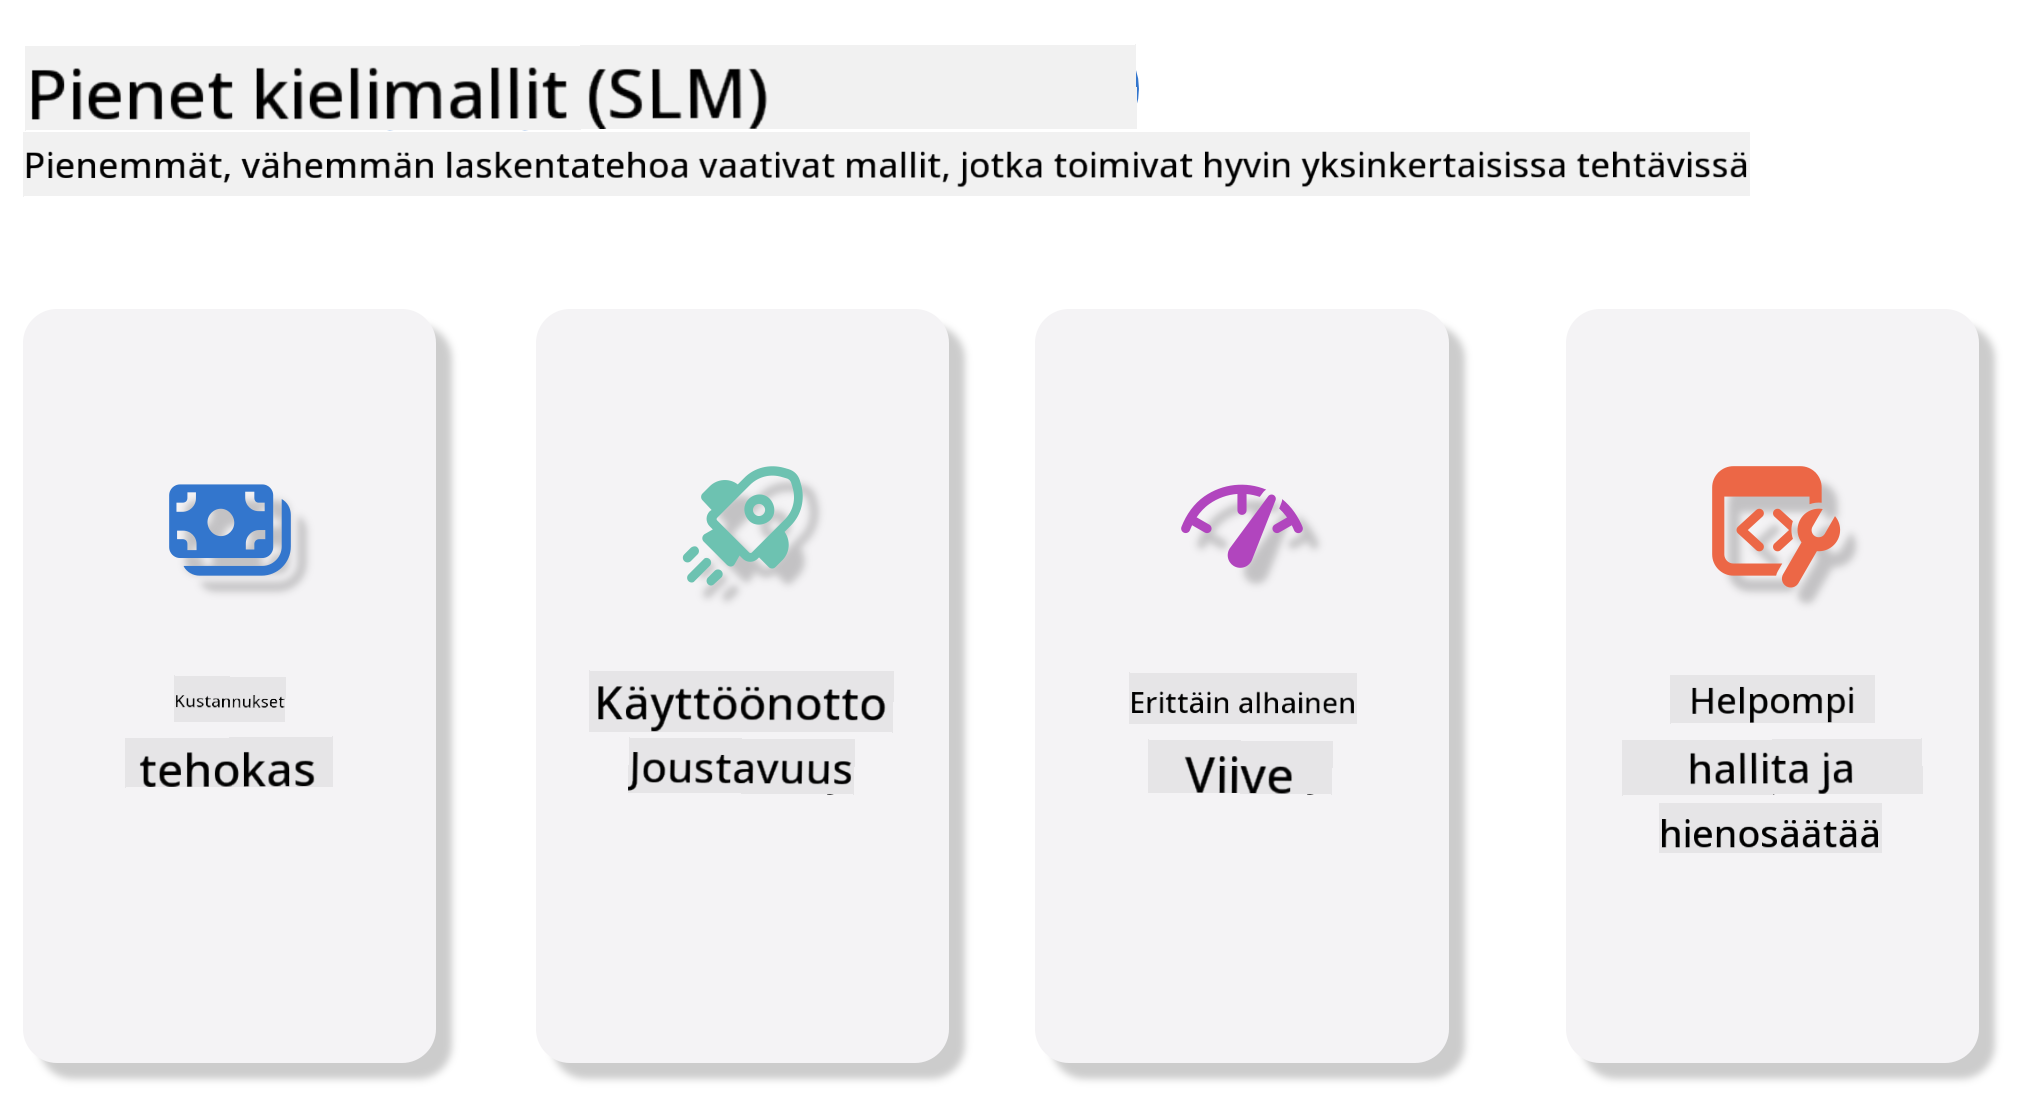 Pienet kielimallit (SLM)
Pienemmät, vähemmän laskentatehoa vaativat mallit, jotka toimivat hyvin yksinkertaisissa tehtävissä
Kustannukset
tehokas
Käyttöönotto
Joustavuus
Erittäin alhainen
Viive
Helpompi
hallita ja
hienosäätää